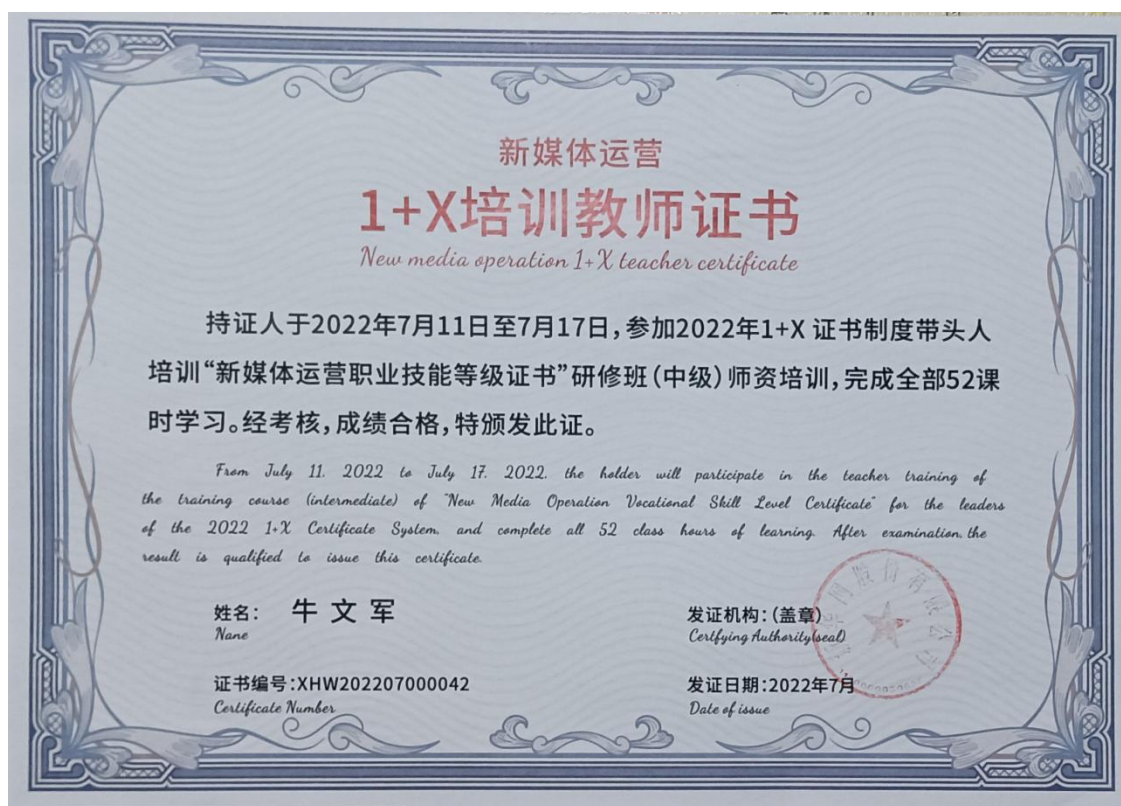 新媒体运营
1+X培训教师证书
New media operation 1+X teacher certificate
持证人于2022年7月11日至7月17日,参加2022年1+X 证书制度带头人
培训“新媒体运营职业技能等级证书”研修班(中级)师资培训,完成全部52课
时学习。经考核,成绩合格,特颁发此证。
From July 11. 2022 to July 17. 2022. the holder will participate in the teacher training of
the training course (intermediate) of "New Media Operation Vocational Skill Level Certificate" for the leaders
of the 2022 1+X Certificate System, and complete all 52 class hours of learning. After examination, the
result is qualified to issue this certificate.
姓名: 牛文军
Nane
发证机构:(盖章)
Certfying Authority(seal)
网股份有限公司
证书编号:XHW202207000042
Certificate Number
发证日期:2022年7月
Date of issue